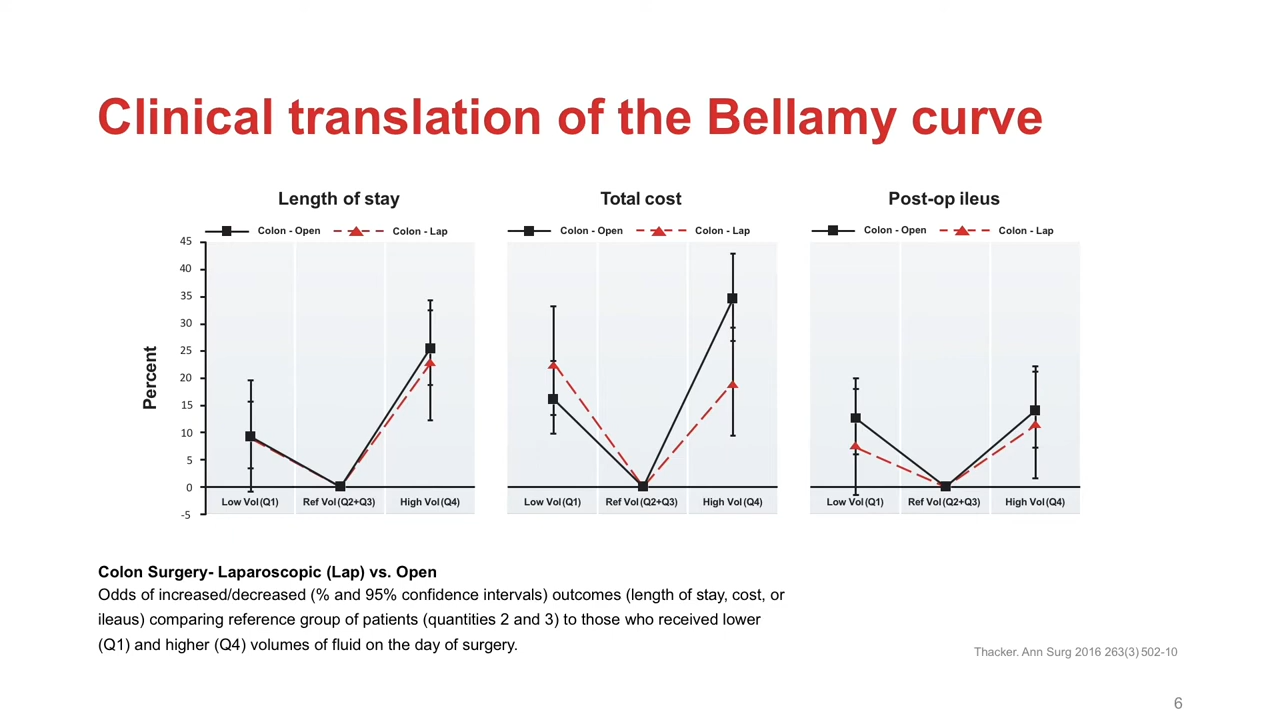 Clinical translation of the Bellamy curve
Length of stay
Total cost
Post-op ileus
Colon - Open
Colon - Lap
Colon - Open
Colon - Lap
Colon - Open
Colon - Lap
Percent
45
40
35
30
25
20
15
10
5
0
-5
Low Vol (Q1)
Ref Vol (Q2+Q3)
High Vol (Q4)
Low Vol (Q1)
Ref Vol (Q2+Q3)
High Vol (Q4)
Low Vol (Q1)
Ref Vol (Q2+Q3)
High Vol (Q4)
Colon Surgery- Laparoscopic (Lap) vs. Open
Odds of increased/decreased (% and 95% confidence intervals) outcomes (length of stay, cost, or
ileaus) comparing reference group of patients (quantities 2 and 3) to those who received lower
(Q1) and higher (Q4) volumes of fluid on the day of surgery.
Thacker. Ann Surg 2016 263(3) 502-10
6